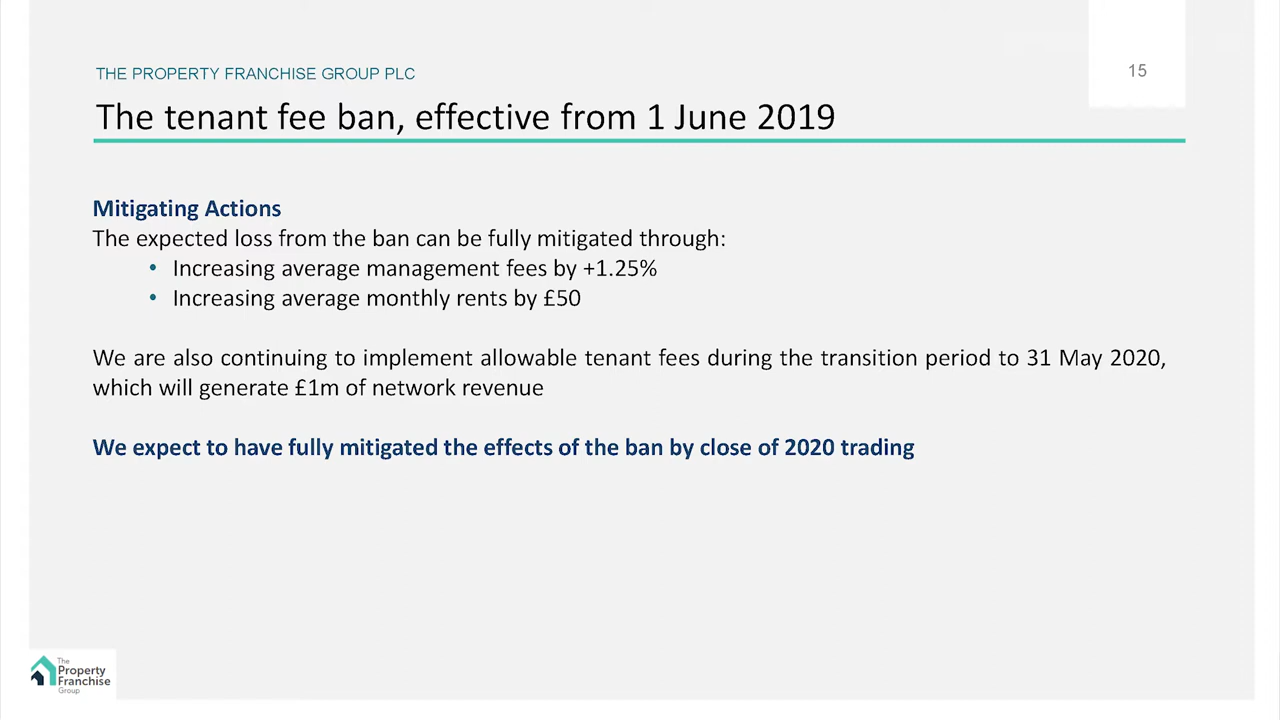 THE PROPERTY FRANCHISE GROUP PLC
15
The tenant fee ban, effective from 1 June 2019
Mitigating Actions
The expected loss from the ban can be fully mitigated through:
• Increasing average management fees by +1.25%
• Increasing average monthly rents by £50
We are also continuing to implement allowable tenant fees during the transition period to 31 May 2020,
which will generate £1m of network revenue
We expect to have fully mitigated the effects of the ban by close of 2020 trading
The
Property
Franchise
Group